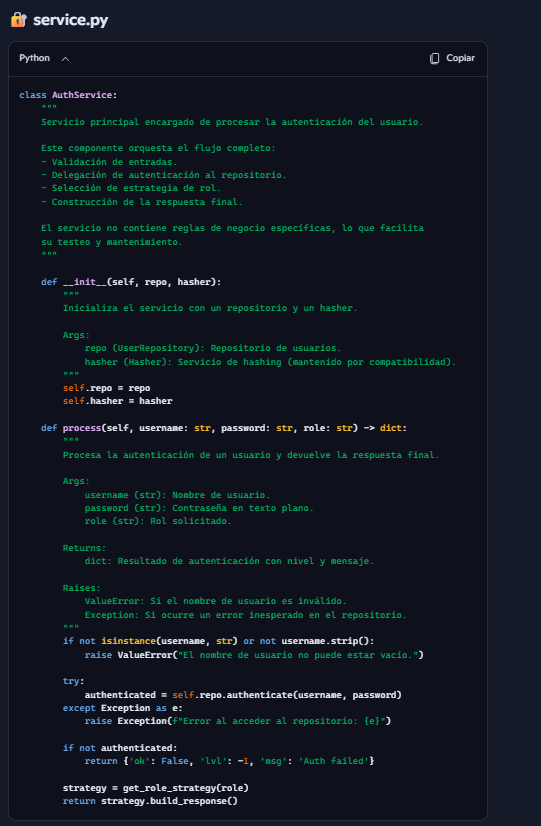 🔐 service.py
Python
Copiar
class AuthService:
    """
    Servicio principal encargado de procesar la autenticación del usuario.

    Este componente orquesta el flujo completo:
    - Validación de entradas.
    - Delegación de autenticación al repositorio.
    - Selección de estrategia de rol.
    - Construcción de la respuesta final.

    El servicio no contiene reglas de negocio específicas, lo que facilita
    su testeo y mantenimiento.
    """

    def __init__(self, repo, hasher):
        """
        Inicializa el servicio con un repositorio y un hasher.

        Args:
            repo (UserRepository): Repositorio de usuarios.
            hasher (Hasher): Servicio de hashing (mantenido por compatibilidad).
        """
        self.repo = repo
        self.hasher = hasher

    def process(self, username: str, password: str, role: str) -> dict:
        """
        Procesa la autenticación de un usuario y devuelve la respuesta final.

        Args:
            username (str): Nombre de usuario.
            password (str): Contraseña en texto plano.
            role (str): Rol solicitado.

        Returns:
            dict: Resultado de autenticación con nivel y mensaje.

        Raises:
            ValueError: Si el nombre de usuario es inválido.
            Exception: Si ocurre un error inesperado en el repositorio.
        """
        if not isinstance(username, str) or not username.strip():
            raise ValueError("El nombre de usuario no puede estar vacío.")

        try:
            authenticated = self.repo.authenticate(username, password)
        except Exception as e:
            raise Exception(f"Error al acceder al repositorio: {e}")

        if not authenticated:
            return {'ok': False, 'lvl': -1, 'msg': 'Auth failed'}

        strategy = get_role_strategy(role)
        return strategy.build_response()